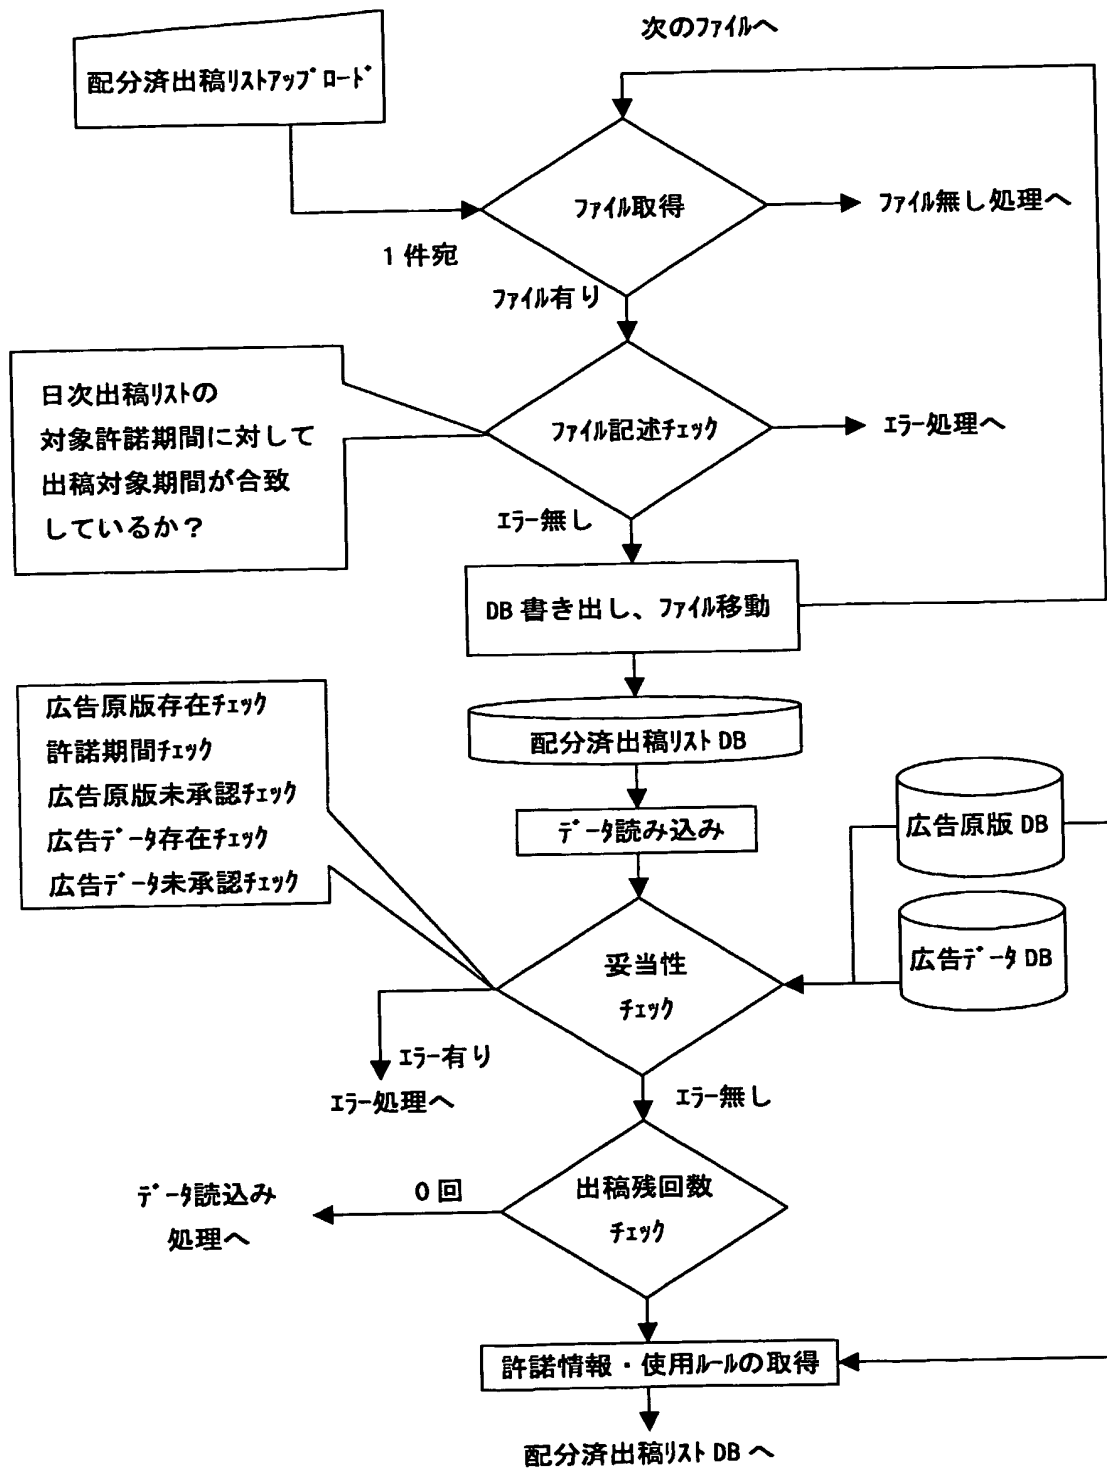 次のファイルへ
配分済出稿リストアップロード
ファイル取得
ファイル無し処理へ
1件宛
ファイル有り
日次出稿リストの
対象許諾期間に対して
出稿対象期間が合致
しているか？
ファイル記述チェック
エラー処理へ
エラー無し
DB書き出し、ファイル移動
配分済出稿リストDB
広告原版存在チェック
許諾期間チェック
広告原版未承認チェック
広告データ存在チェック
広告データ未承認チェック
データ読み込み
広告原版DB
広告データDB
妥当性
チェック
エラー有り
エラー処理へ
エラー無し
出稿残回数
チェック
0回
データ読込み
処理へ
許諾情報・使用ルールの取得
配分済出稿リストDBへ